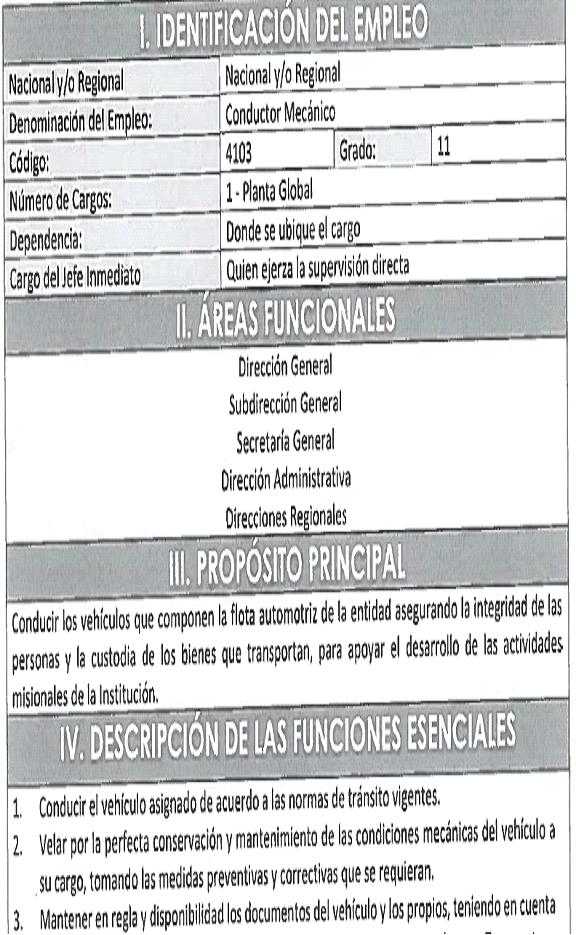 I. IDENTIFICACIÓN DEL EMPLEO
Nacional y/o Regional Nacional y/o Regional
Denominación del Empleo: Conductor Mecánico
Código: 4103 Grado: 11
Número de Cargos: 1 - Planta Global
Dependencia: Donde se ubique el cargo
Cargo del Jefe Inmediato Quien ejerza la supervisión directa
II. ÁREAS FUNCIONALES
Dirección General
Subdirección General
Secretaría General
Dirección Administrativa
Direcciones Regionales
III. PROPÓSITO PRINCIPAL
Conducir los vehículos que componen la flota automotriz de la entidad asegurando la integridad de las
personas y la custodia de los bienes que transportan, para apoyar el desarrollo de las actividades
misionales de la Institución.
IV. DESCRIPCIÓN DE LAS FUNCIONES ESENCIALES
1. Conducir el vehículo asignado de acuerdo a las normas de tránsito vigentes.
2. Velar por la perfecta conservación y mantenimiento de las condiciones mecánicas del vehículo a
su cargo, tomando las medidas preventivas y correctivas que se requieran.
3. Mantener en regla y disponibilidad los documentos del vehículo y los propios, teniendo en cuenta